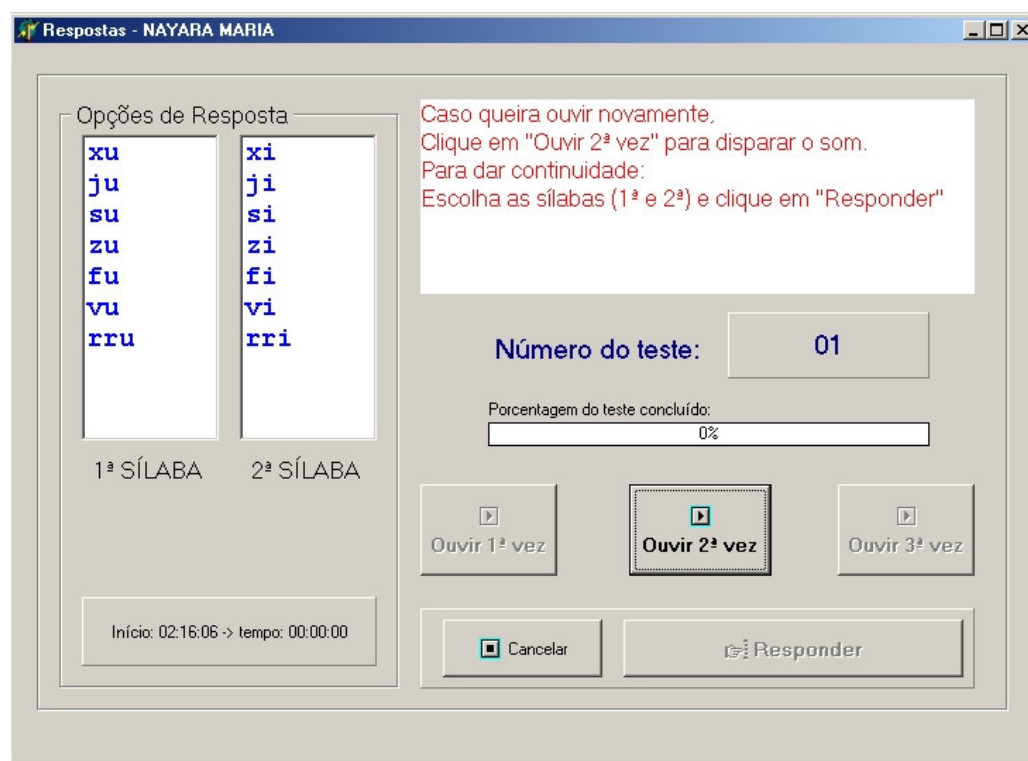 Respostas - NAYARA MARIA
Opções de Resposta
xu
ju
su
zu
fu
vu
rru
1ª SÍLABA
xi
ji
si
zi
fi
vi
rri
2ª SÍLABA
Início: 02:16:06 -> tempo: 00:00:00
Caso queira ouvir novamente,
Clique em "Ouvir 2ª vez" para disparar o som.
Para dar continuidade:
Escolha as sílabas (1ª e 2ª) e clique em "Responder"
Número do teste: 01
Porcentagem do teste concluído:
0%
Ouvir 1ª vez
Ouvir 2ª vez
Ouvir 3ª vez
Cancelar
Responder